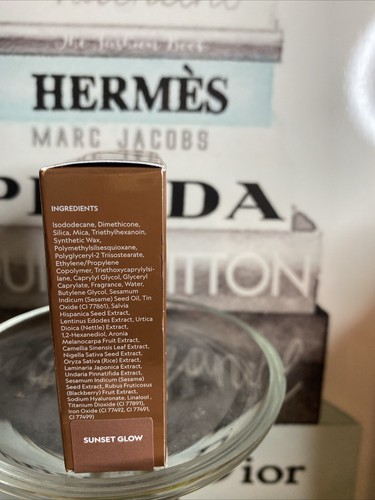 The Fashion Book
HERMÈS
MARC JACOBS
P DA
INGREDIENTS
Isododecane, Dimethicone,
Silica, Mica, Triethylhexanoin,
Synthetic Wax,
Polymethylsilsesquioxane,
Polyglyceryl-2 Triisostearate,
Ethylene/Propylene
Copolymer, Triethoxycaprylylsi-
lane, Caprylyl Glycol, Glyceryl
Caprylate, Fragrance, Water,
Butylene Glycol, Sesamum
Indicum (Sesame) Seed Oil, Tin
Oxide (CI 77861), Salvia
Hispanica Seed Extract,
Lentinus Edodes Extract, Urtica
Dioica (Nettle) Extract,
1,2-Hexanediol, Aronia
Melanocarpa Fruit Extract,
Camellia Sinensis Leaf Extract,
Nigella Sativa Seed Extract,
Oryza Sativa (Rice) Extract,
Laminaria Japonica Extract,
Undaria Pinnatifida Extract,
Sesamum Indicum (Sesame)
Seed Extract, Rubus Fruticosus
(Blackberry) Fruit Extract,
Sodium Hyaluronate, Linalool .
Titanium Dioxide (CI 77891),
Iron Oxide (CI 77492, CI 77491,
CI 77499)
SUNSET GLOW
ior